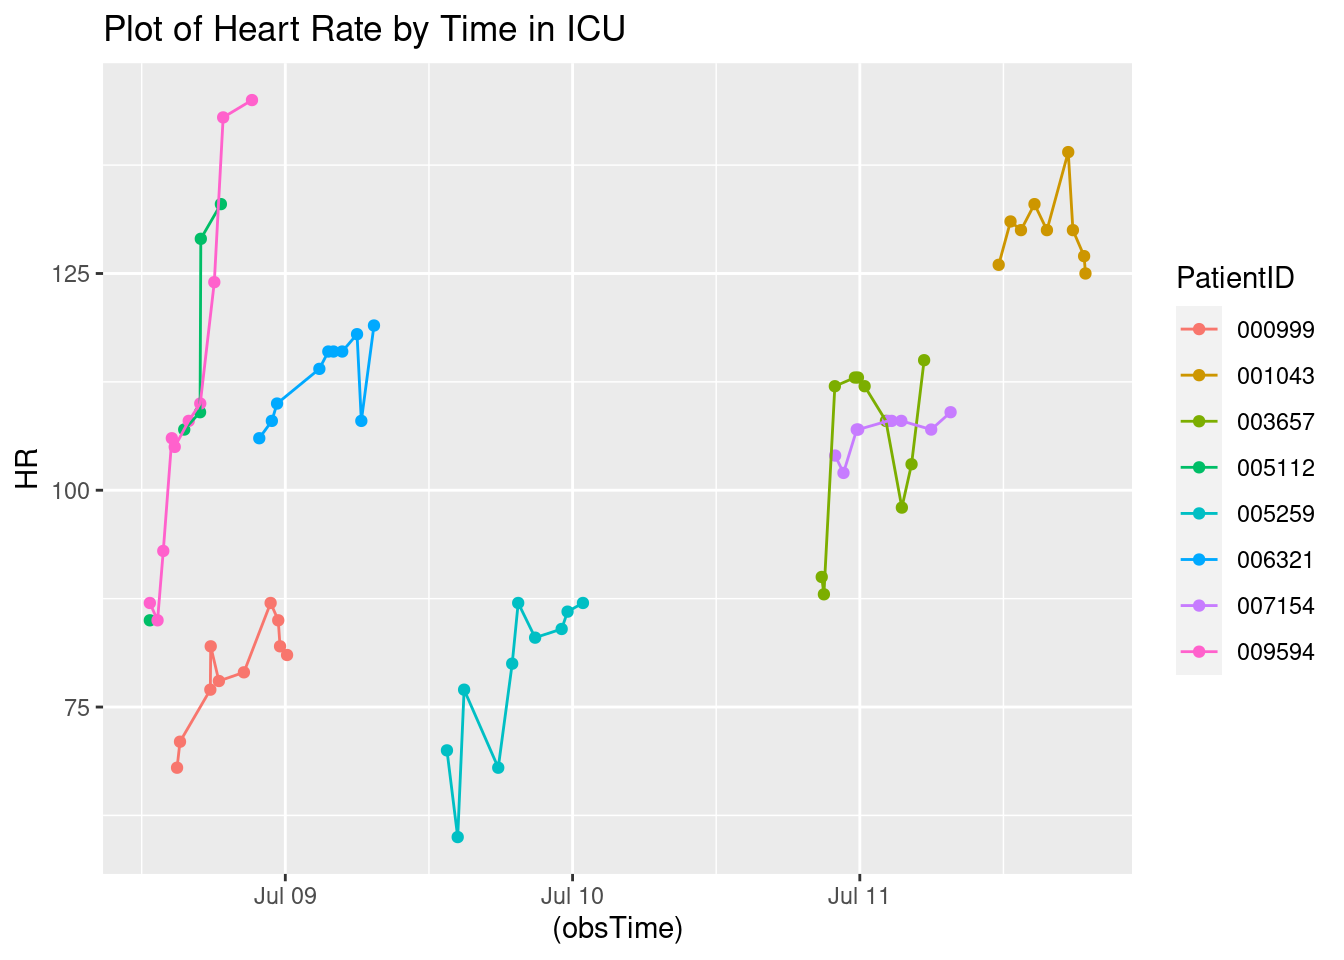 Plot of Heart Rate by Time in ICU
HR
125
100
75
Jul 09
Jul 10
Jul 11
(obsTime)
PatientID
000999
001043
003657
005112
005259
006321
007154
009594